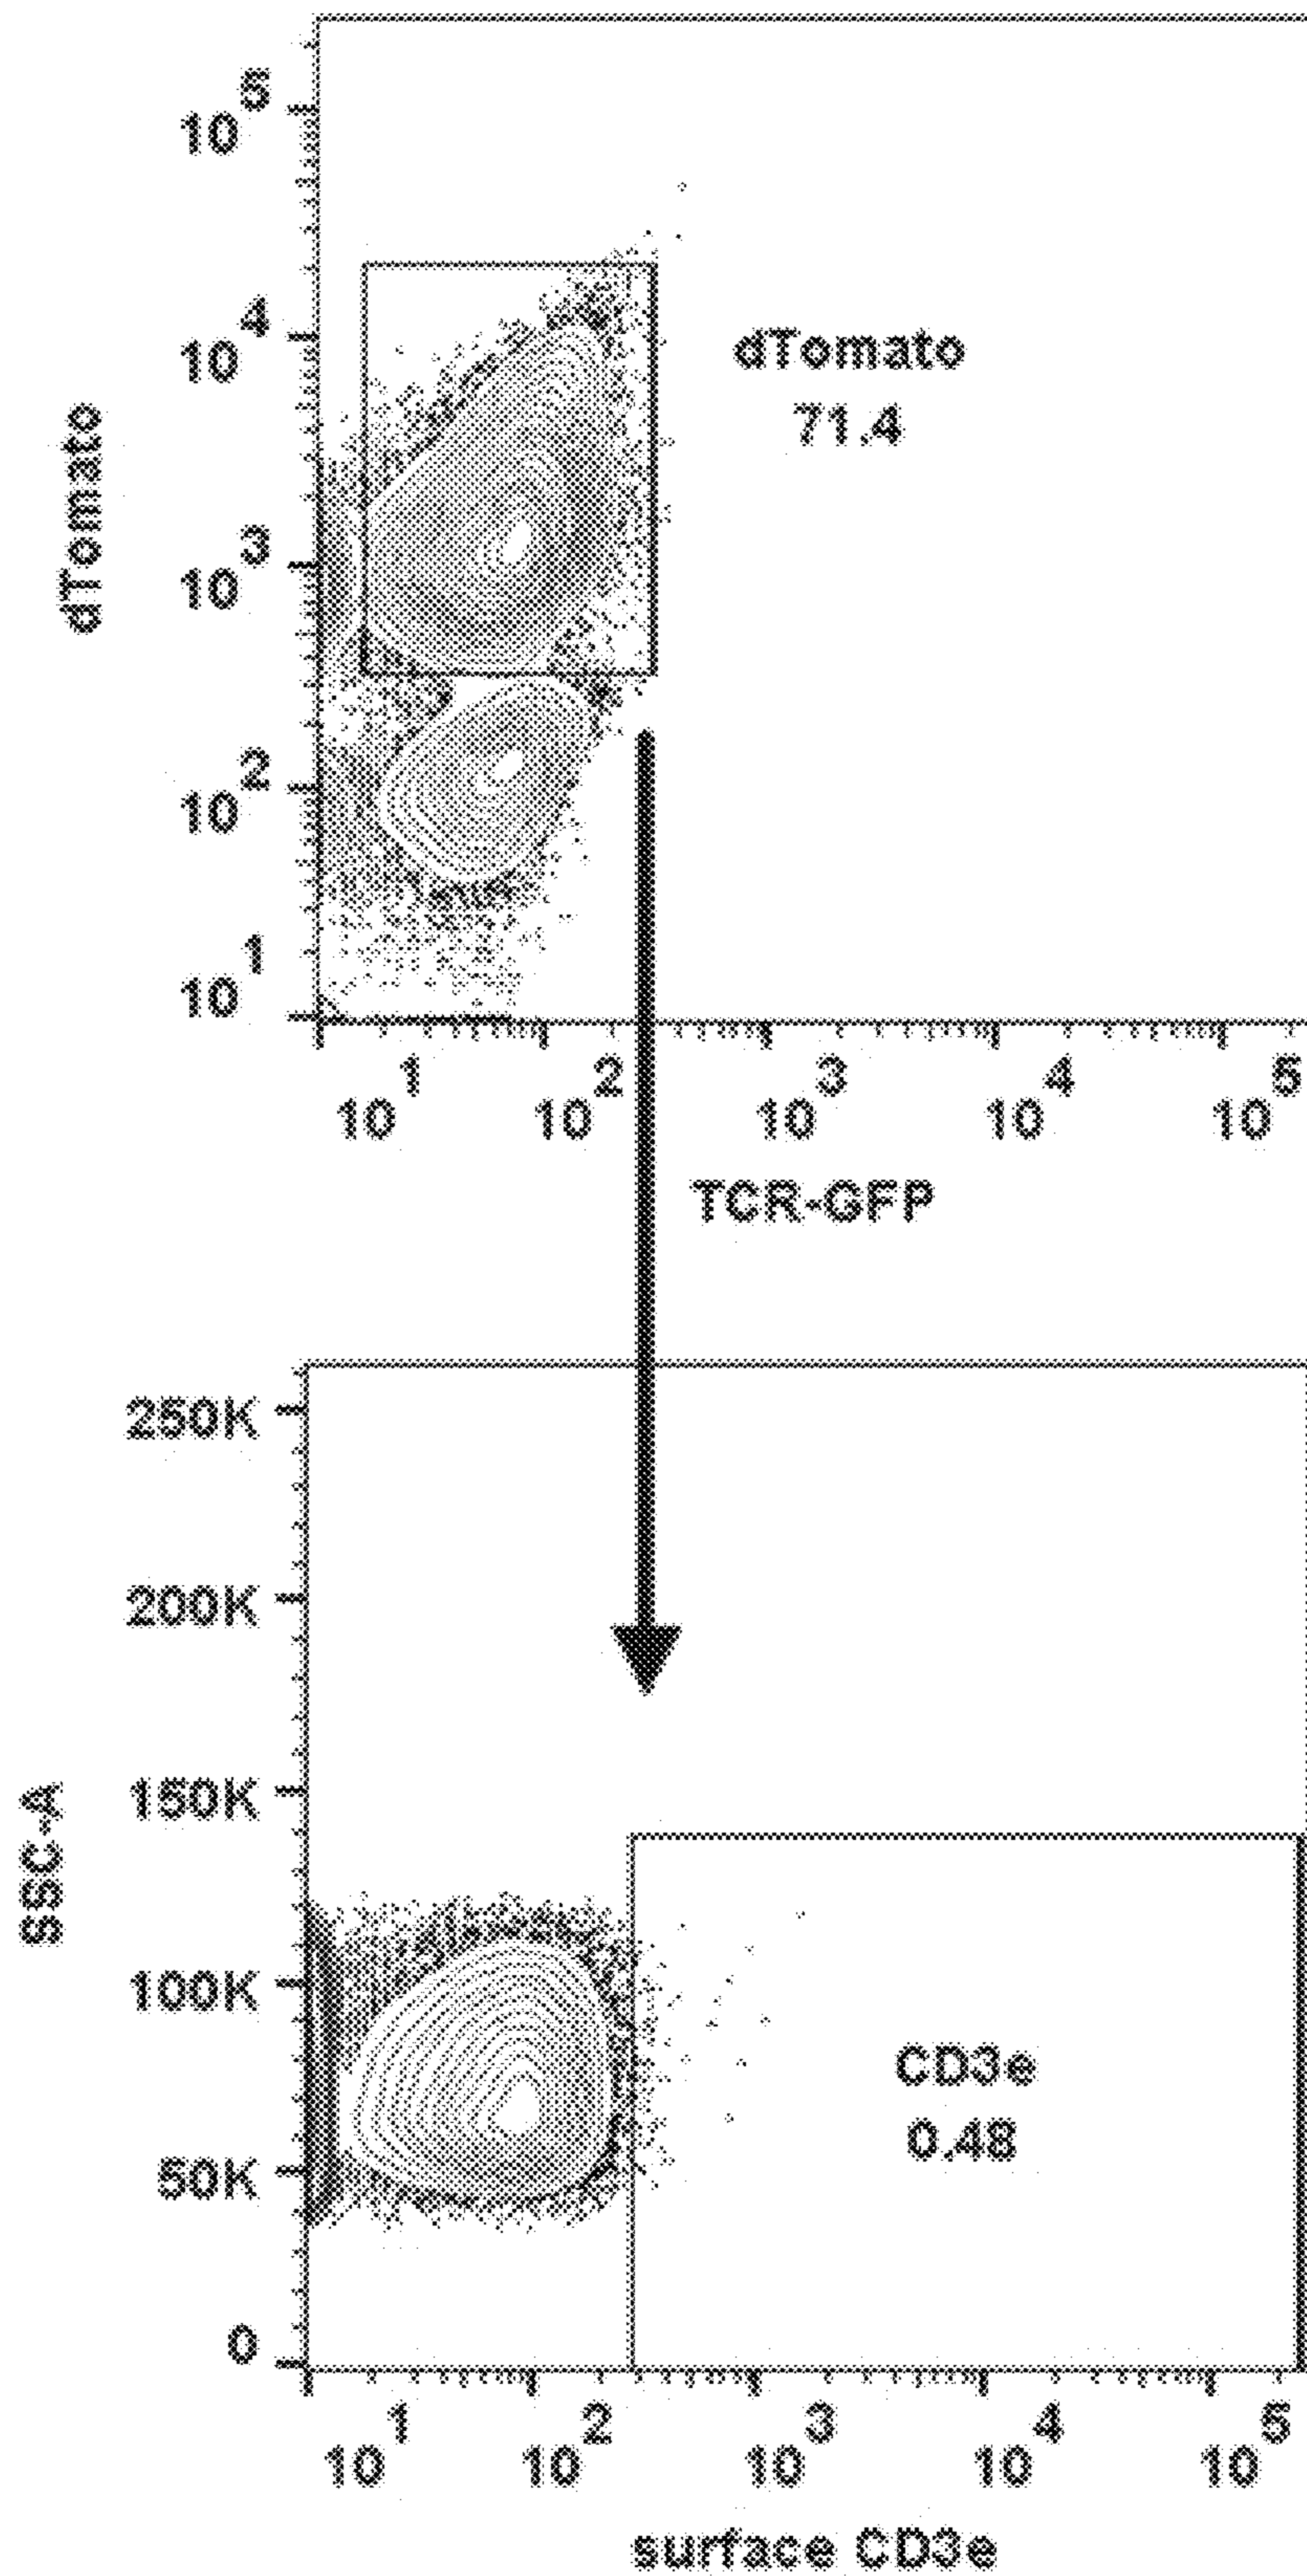 10^5
10^4
dTomato
71.4
10^3
10^2
10^1
dTomato
10^1 10^2 10^3 10^4 10^5
TCR-GFP
250K
200K
150K
100K
50K
0
SSC-A
CD3e
0.48
10^1 10^2 10^3 10^4 10^5
surface CD3e